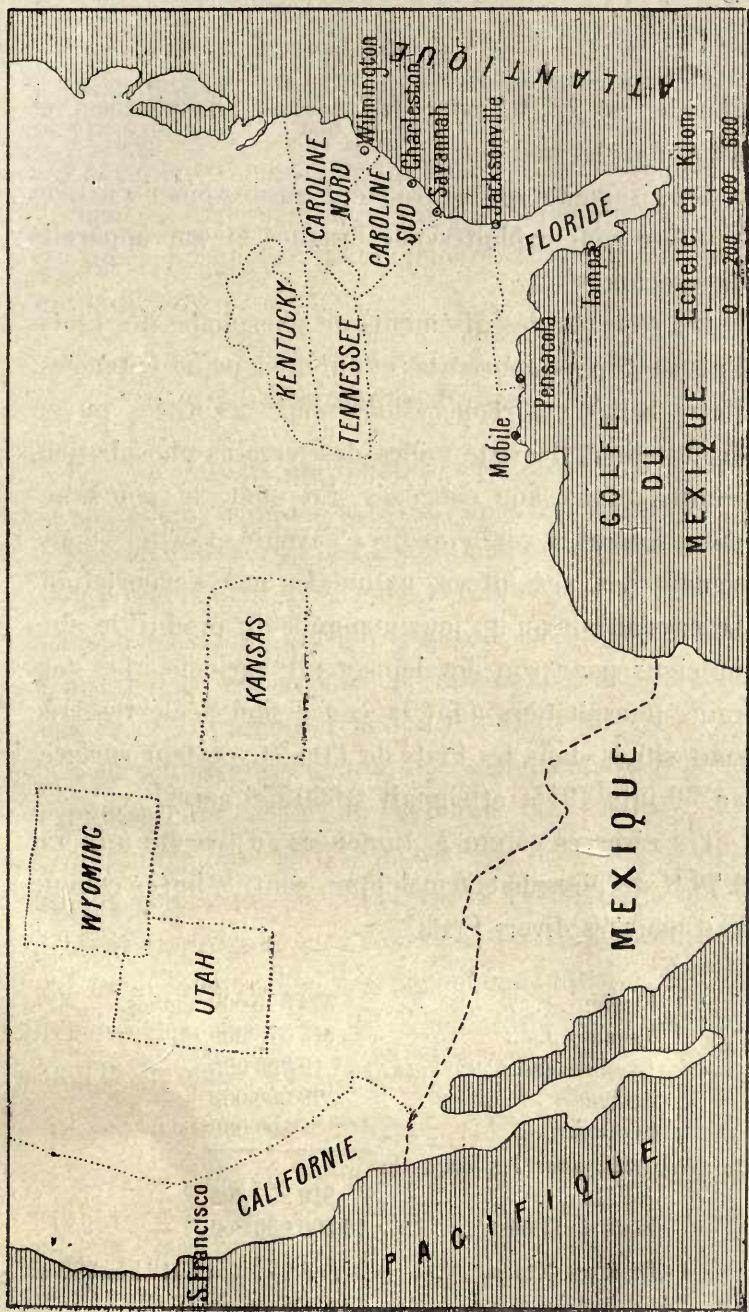 WYOMING
UTAH
KANSAS
KENTUCKY
TENNESSEE
CAROLINE
NORD
CAROLINE
SUD
Wilmington
Charleston
Savannah
Jacksonville
FLORIDE
Tampa
Pensacola
Mobile
ATLANTIQUE
GOLFE
DU
MEXIQUE
MEXIQUE
S. Francisco
CALIFORNIE
PACIFIQUE
0 200 400 600
Echelle en Kilom.